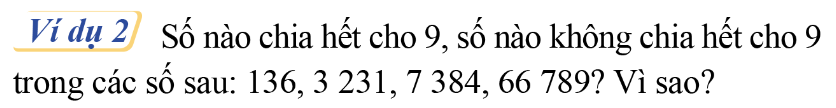 Ví dụ 2 Số nào chia hết cho 9, số nào không chia hết cho 9
trong các số sau: 136, 3 231, 7 384, 66 789? Vì sao?